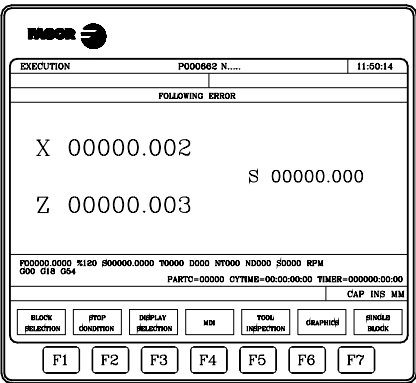 FAGOR
EXECUTION P000662 N..... 11:50:14
FOLLOWING ERROR
X 00000.002
S 00000.000
Z 00000.003
F00000.0000 %120 S00000.0000 T0000 D000 NT000 ND000 S0000 RPM
G00 G18 G54
PARTC=00000 CYTIME=00:00:00:00 TIMER=000000:00:00
CAP INS MM
BLOCK SELECTION STOP CONDITION DISPLAY SELECTION MDI TOOL INSPECTION GRAPHICS SINGLE BLOCK
F1 F2 F3 F4 F5 F6 F7